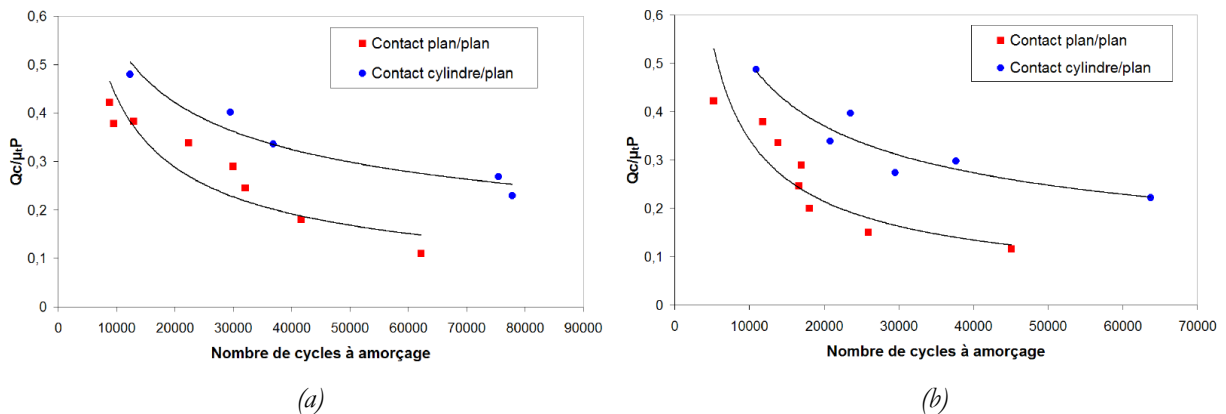 0,6
0,5
0,4
0,3
0,2
0,1
0
Qc/μtP
Contact plan/plan
Contact cylindre/plan
0 10000 20000 30000 40000 50000 60000 70000 80000 90000
Nombre de cycles à amorçage
(a)
0,6
0,5
0,4
0,3
0,2
0,1
0
Qc/μtP
Contact plan/plan
Contact cylindre/plan
0 10000 20000 30000 40000 50000 60000 70000
Nombre de cycles à amorçage
(b)